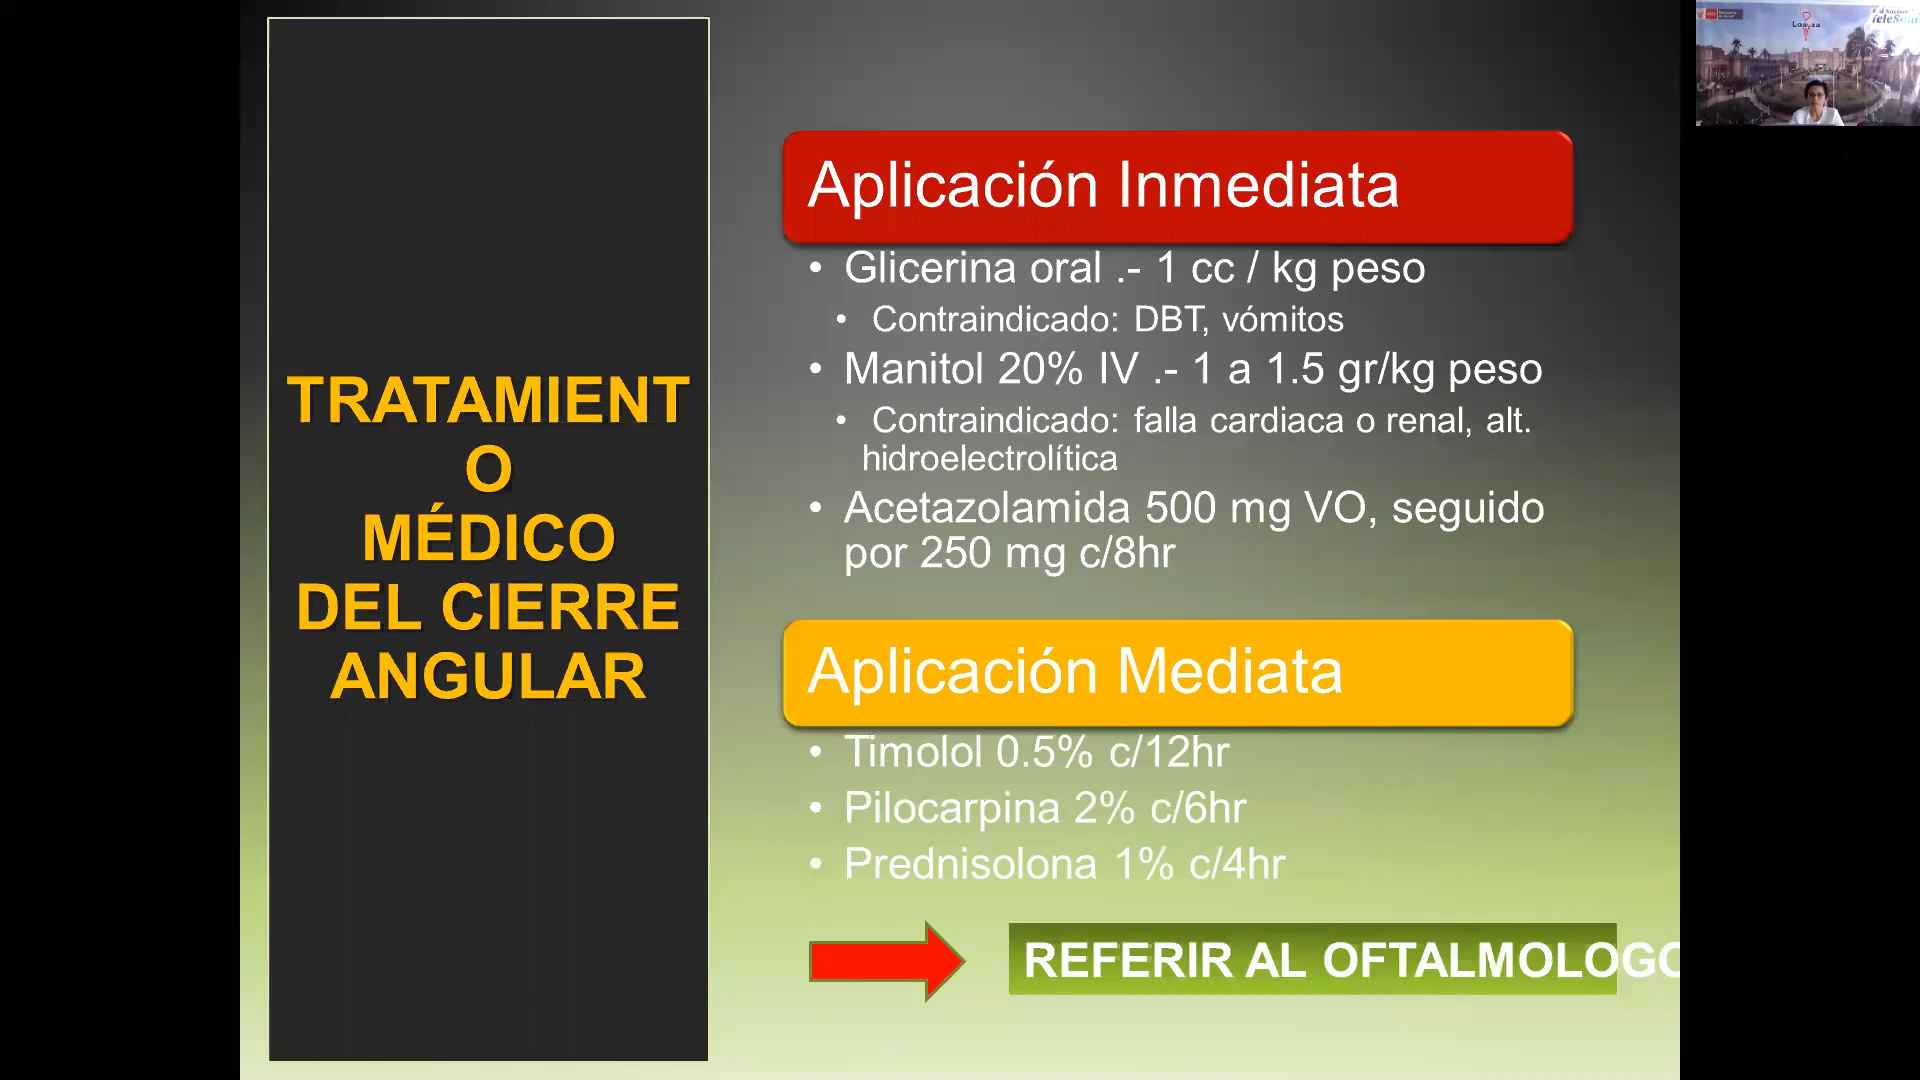 TRATAMIENT
O
MÉDICO
DEL CIERRE
ANGULAR
Aplicación Inmediata
• Glicerina oral .- 1 cc / kg peso
• Contraindicado: DBT, vómitos
• Manitol 20% IV .- 1 a 1.5 gr/kg peso
• Contraindicado: falla cardiaca o renal, alt.
hidroelectrolítica
• Acetazolamida 500 mg VO, seguido
por 250 mg c/8hr
Aplicación Mediata
• Timolol 0.5% c/12hr
• Pilocarpina 2% c/6hr
• Prednisolona 1% c/4hr
REFERIR AL OFTALMOLOGO
Loayza